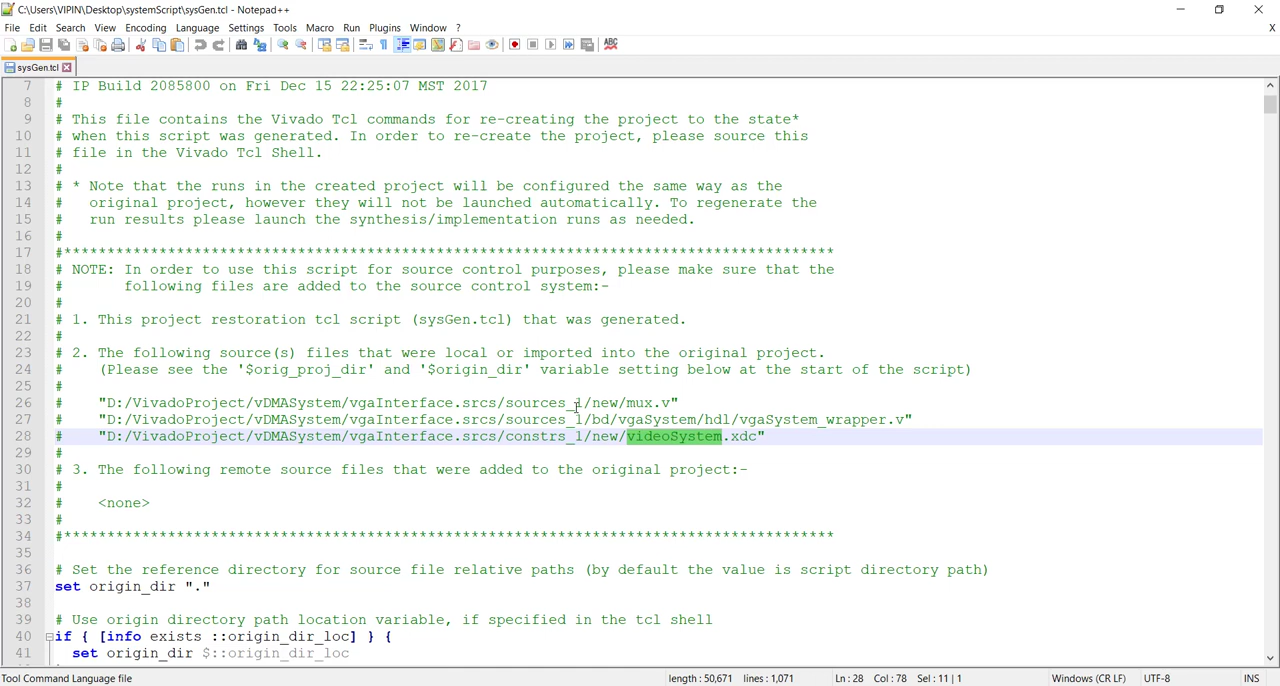 C:\Users\VIPIN\Desktop\systemScript\sysGen.tcl - Notepad++
File Edit Search View Encoding Language Settings Tools Macro Run Plugins Window ? X
ABC
sysGen.tcl
7 # IP Build 2085800 on Fri Dec 15 22:25:07 MST 2017
8 #
9 # This file contains the Vivado Tcl commands for re-creating the project to the state*
10 # when this script was generated. In order to re-create the project, please source this
11 # file in the Vivado Tcl Shell.
12 #
13 # * Note that the runs in the created project will be configured the same way as the
14 #   original project, however they will not be launched automatically. To regenerate the
15 #   run results please launch the synthesis/implementation runs as needed.
16 #
17 #*****************************************************************************************
18 # NOTE: In order to use this script for source control purposes, please make sure that the
19 #       following files are added to the source control system:-
20 #
21 # 1. This project restoration tcl script (sysGen.tcl) that was generated.
22 #
23 # 2. The following source(s) files that were local or imported into the original project.
24 #    (Please see the '$orig_proj_dir' and '$origin_dir' variable setting below at the start of the script)
25 #
26 #    "D:/VivadoProject/vDMASystem/vgaInterface.srcs/sources_1/new/mux.v"
27 #    "D:/VivadoProject/vDMASystem/vgaInterface.srcs/sources_1/bd/vgaSystem/hdl/vgaSystem_wrapper.v"
28 #    "D:/VivadoProject/vDMASystem/vgaInterface.srcs/constrs_1/new/videoSystem.xdc"
29 #
30 # 3. The following remote source files that were added to the original project:-
31 #
32 #    <none>
33 #
34 #*****************************************************************************************
35
36 # Set the reference directory for source file relative paths (by default the value is script directory path)
37 set origin_dir "."
38
39 # Use origin directory path location variable, if specified in the tcl shell
40 if { [info exists ::origin_dir_loc] } {
41   set origin_dir $::origin_dir_loc
Tool Command Language file length : 50,671 lines : 1,071 Ln : 28 Col : 78 Sel : 11 | 1 Windows (CR LF) UTF-8 INS